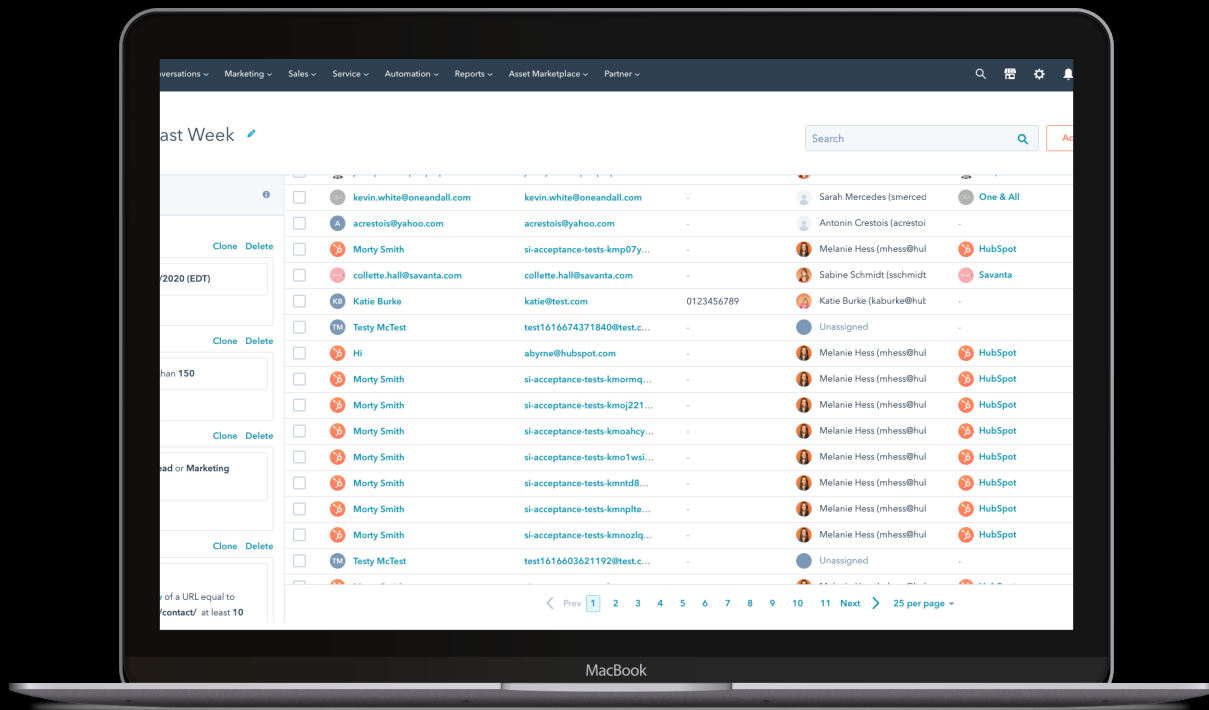 nversations Marketing Sales Service Automation Reports Asset Marketplace Partner
ast Week
Search
Ad
kevin.white@oneandall.com kevin.white@oneandall.com - Sarah Mercedes (smerced One & All
A acrestois@yahoo.com acrestois@yahoo.com - Antonin Crestois (acrestoi
Clone Delete
Morty Smith si-acceptance-tests-kmp07y... - Melanie Hess (mhess@hul HubSpot
/2020 (EDT)
collette.hall@savanta.com collette.hall@savanta.com - Sabine Schmidt (sschmidt Savanta
KB Katie Burke katie@test.com 0123456789 Katie Burke (kaburke@hub -
TM Testy McTest test1616674371840@test.c... - Unassigned -
Clone Delete
Hi abyrne@hubspot.com - Melanie Hess (mhess@hul HubSpot
han 150
Morty Smith si-acceptance-tests-kmormq... - Melanie Hess (mhess@hul HubSpot
Morty Smith si-acceptance-tests-kmoj221... - Melanie Hess (mhess@hul HubSpot
Clone Delete
Morty Smith si-acceptance-tests-kmoahcy... - Melanie Hess (mhess@hul HubSpot
ead or Marketing
Morty Smith si-acceptance-tests-kmo1wsi... - Melanie Hess (mhess@hul HubSpot
Morty Smith si-acceptance-tests-kmntd8... - Melanie Hess (mhess@hul HubSpot
Morty Smith si-acceptance-tests-kmnplte... - Melanie Hess (mhess@hul HubSpot
Morty Smith si-acceptance-tests-kmnozlq... - Melanie Hess (mhess@hul HubSpot
Clone Delete
TM Testy McTest test1616603621192@test.c... - Unassigned -
y of a URL equal to
/contact/ at least 10
Prev 1 2 3 4 5 6 7 8 9 10 11 Next 25 per page
MacBook